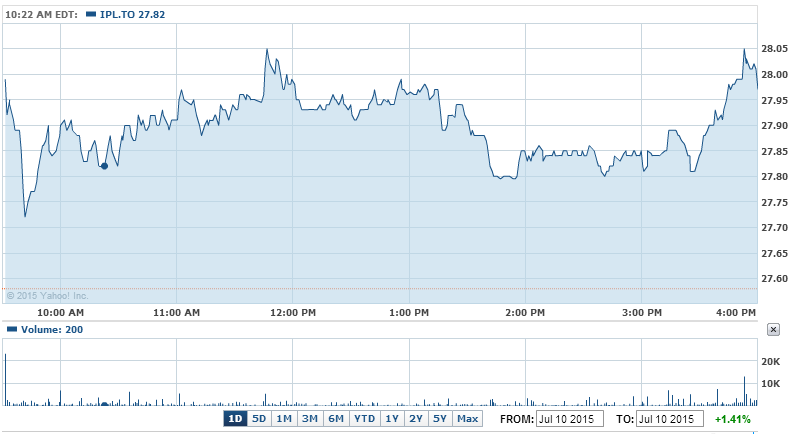 10:22 AM EDT: IPL.TO 27.82
28.05
28.00
27.95
27.90
27.85
27.80
27.75
27.70
27.65
27.60
© 2015 Yahoo! Inc.
10:00 AM 11:00 AM 12:00 PM 1:00 PM 2:00 PM 3:00 PM 4:00 PM
Volume: 200
20K
10K
1D 5D 1M 3M 6M YTD 1Y 2Y 5Y Max FROM: Jul 10 2015 TO: Jul 10 2015 +1.41%